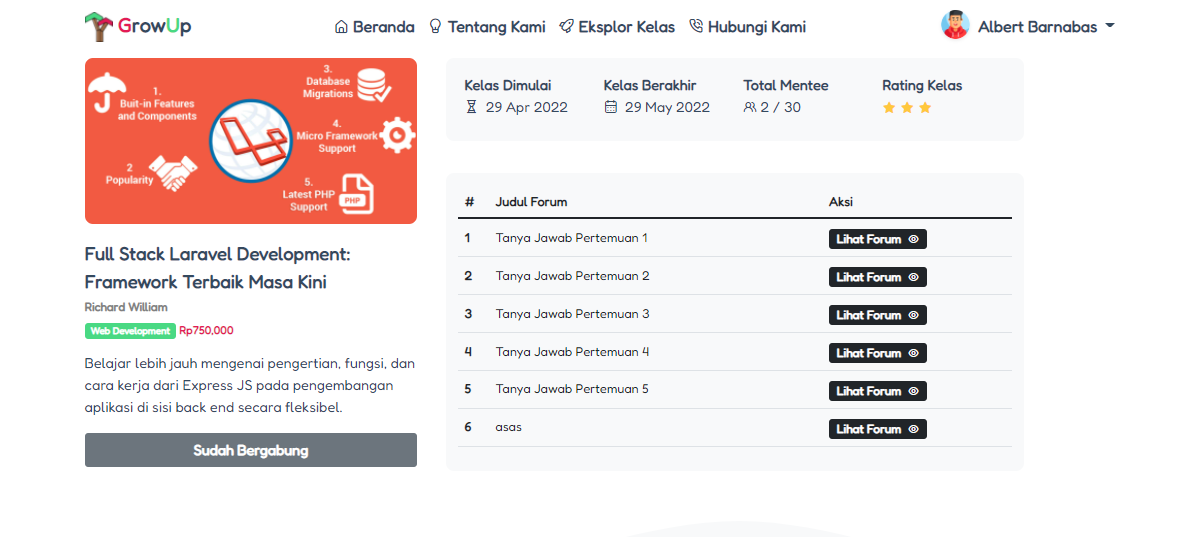 GrowUp
Beranda
Tentang Kami
Eksplor Kelas
Hubungi Kami
Albert Barnabas
1.
Buit-in Features
and Components
2
Popularity
3.
Database
Migrations
4.
Micro Framework
Support
5.
Latest PHP
Support
PHP
Full Stack Laravel Development:
Framework Terbaik Masa Kini
Richard William
Web Development Rp750,000
Belajar lebih jauh mengenai pengertian, fungsi, dan
cara kerja dari Express JS pada pengembangan
aplikasi di sisi back end secara fleksibel.
Sudah Bergabung
Kelas Dimulai
29 Apr 2022
Kelas Berakhir
29 May 2022
Total Mentee
2 / 30
Rating Kelas
# Judul Forum Aksi
1 Tanya Jawab Pertemuan 1 Lihat Forum
2 Tanya Jawab Pertemuan 2 Lihat Forum
3 Tanya Jawab Pertemuan 3 Lihat Forum
4 Tanya Jawab Pertemuan 4 Lihat Forum
5 Tanya Jawab Pertemuan 5 Lihat Forum
6 asas Lihat Forum